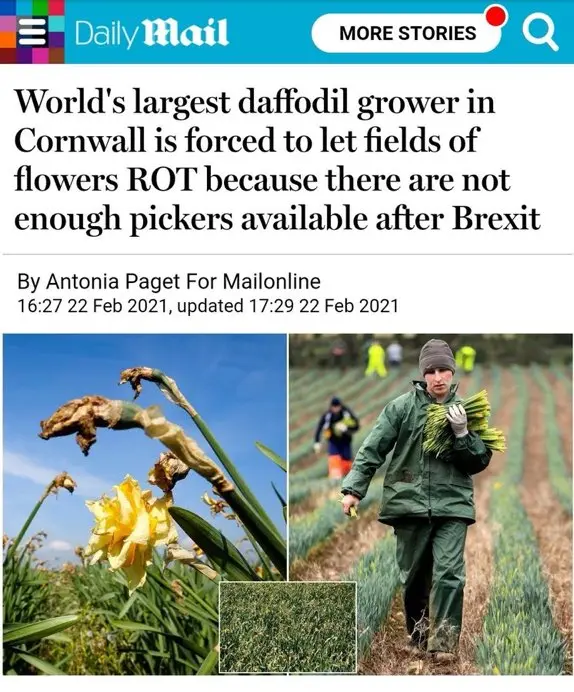 Daily Mail
MORE STORIES
World's largest daffodil grower in
Cornwall is forced to let fields of
flowers ROT because there are not
enough pickers available after Brexit
By Antonia Paget For Mailonline
16:27 22 Feb 2021, updated 17:29 22 Feb 2021